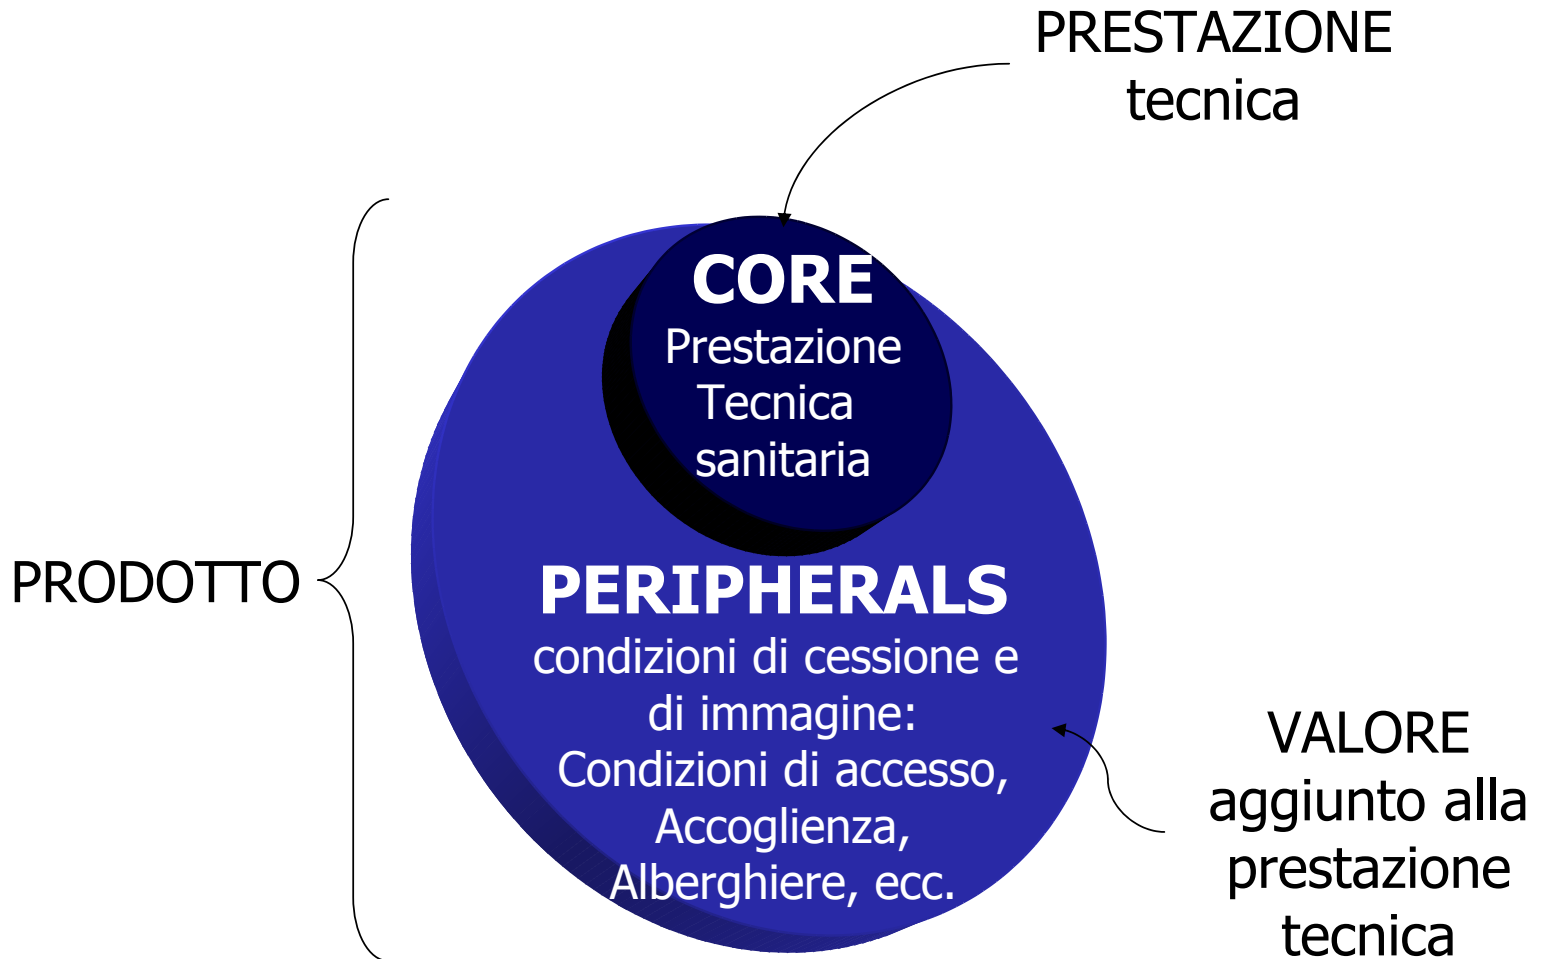 PRESTAZIONE
tecnica
CORE
Prestazione
Tecnica
sanitaria
PRODOTTO
PERIPHERALS
condizioni di cessione e
di immagine:
Condizioni di accesso,
Accoglienza,
Alberghiere, ecc.
VALORE
aggiunto alla
prestazione
tecnica